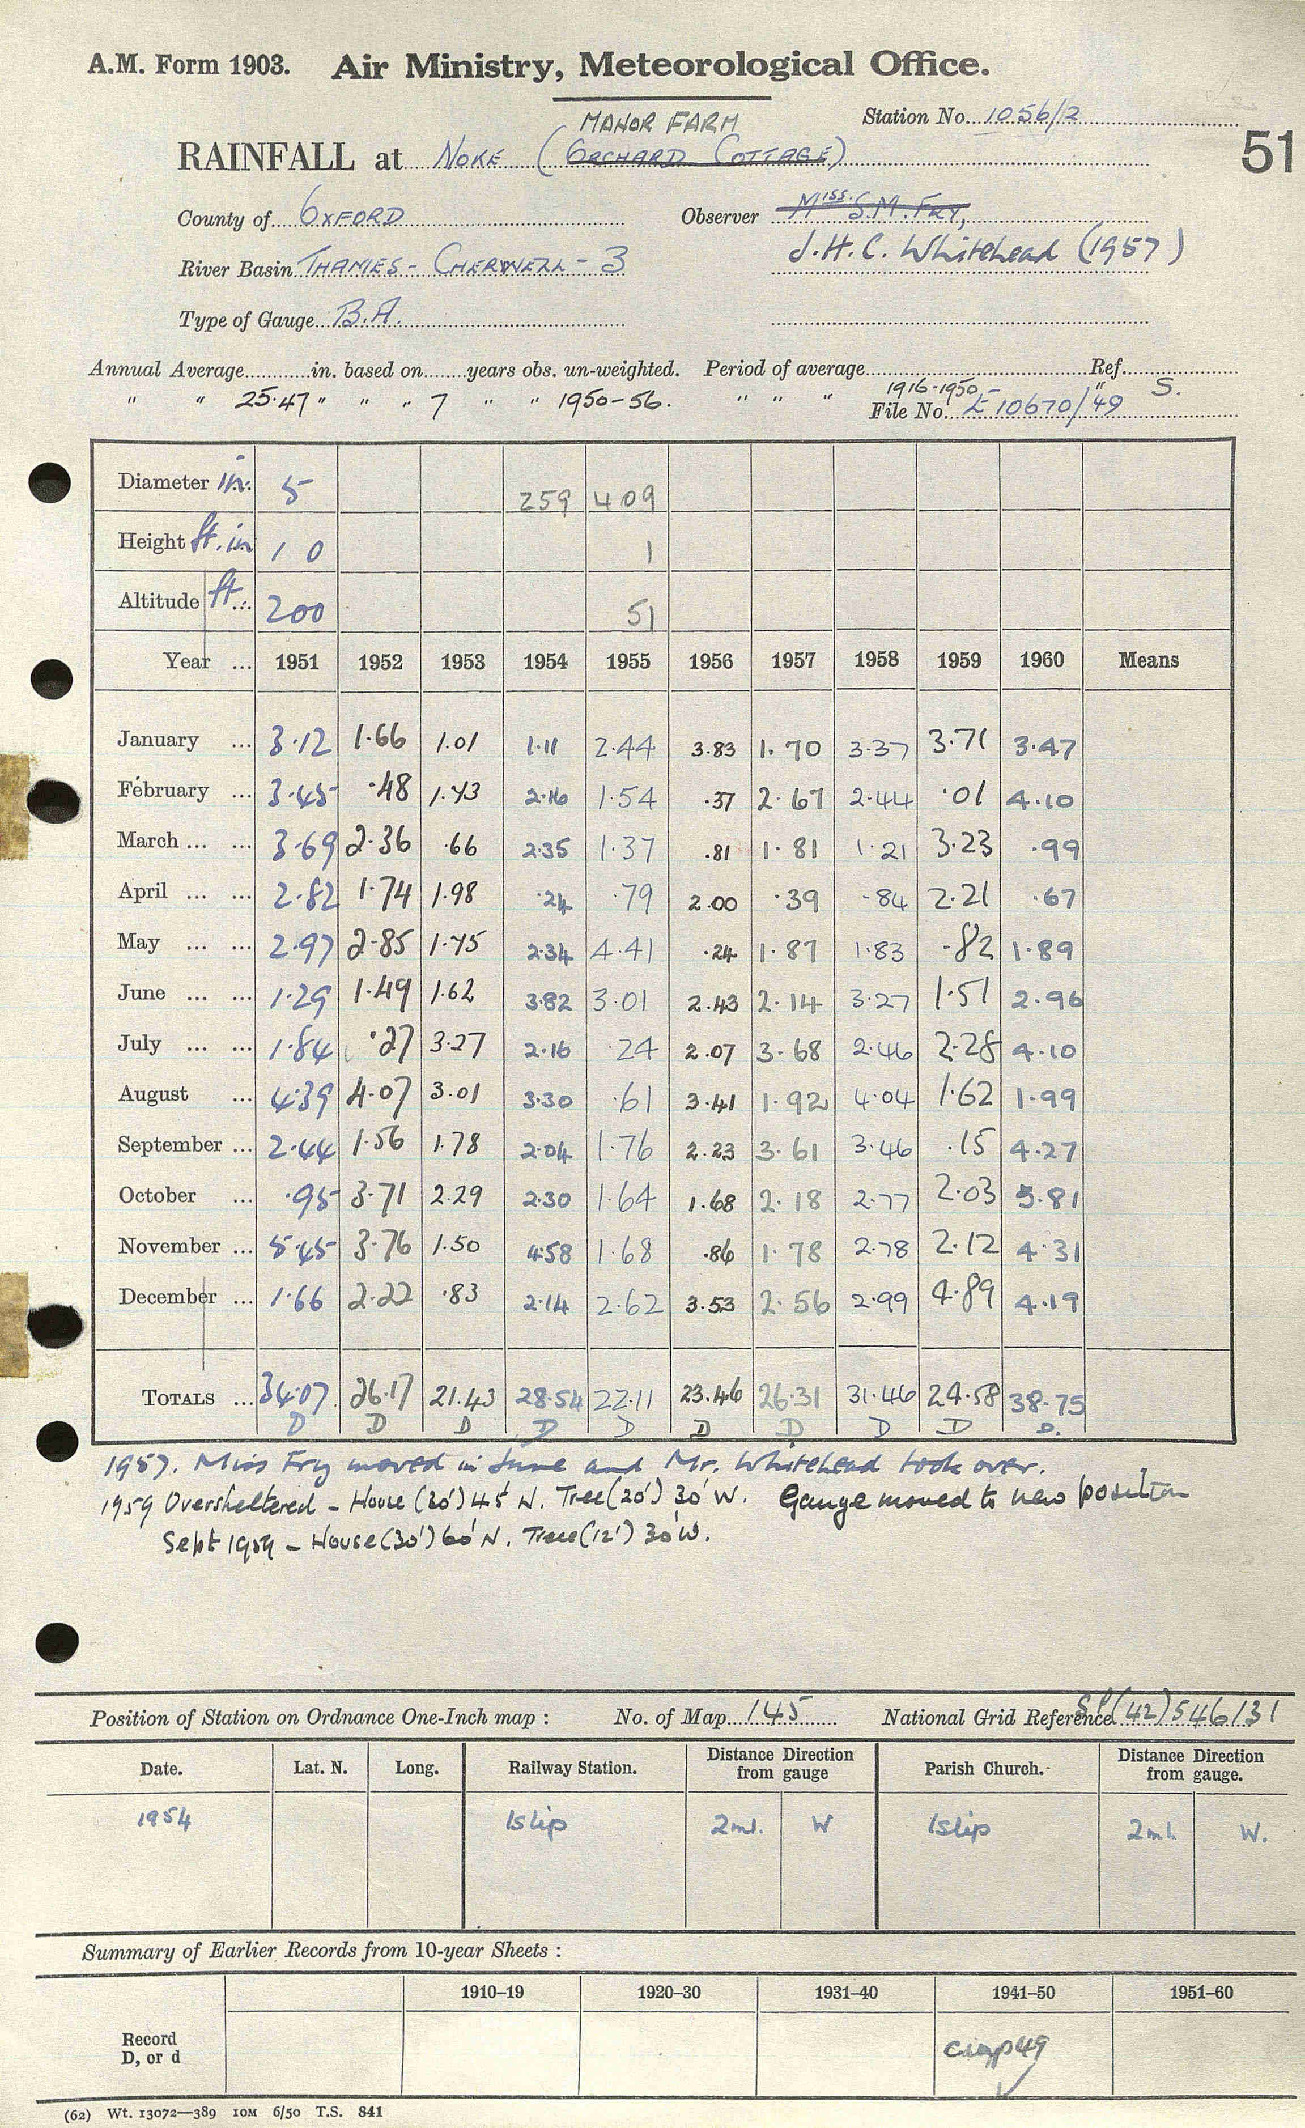 A.M. Form 1903. Air Ministry, Meteorological Office.
MANOR FARM
Station No. 1056/2
RAINFALL at NOKE (ORCHARD COTTAGE)
51
County of OXFORD Observer Miss. S.M. FRY,
River Basin THAMES - CHERWELL - 3 J.H.C. Whitehead (1957)
Type of Gauge B.A.
Annual Average in. based on years obs. un-weighted. Period of average Ref.
" " 25.47 " " " 7 " " 1950-56. " " " 1916-1950 " S.
File No. E 10670/49
Diameter in. 5 259 409
Height ft. in 1 0 1
Altitude ft. 200 51
Year ... 1951 1952 1953 1954 1955 1956 1957 1958 1959 1960 Means
January ... 3.12 1.66 1.01 1.11 2.44 3.83 1.70 3.37 3.71 3.47
February ... 3.45 .48 1.43 2.16 1.54 .37 2.67 2.44 .01 4.10
March ... ... 3.69 2.36 .66 2.35 1.37 .81 1.81 1.21 3.23 .99
April ... ... 2.82 1.74 1.98 .24 .79 2.00 .39 .84 2.21 .67
May ... ... 2.97 2.85 1.45 2.34 4.41 .24 1.87 1.83 .82 1.89
June ... ... 1.29 1.49 1.62 3.82 3.01 2.43 2.14 3.27 1.51 2.96
July ... ... 1.84 .27 3.27 2.16 .24 2.07 3.68 2.46 2.28 4.10
August ... 4.39 4.07 3.01 3.30 .61 3.41 1.92 4.04 1.62 1.99
September ... 2.44 1.56 1.78 2.04 1.76 2.23 3.61 3.46 .15 4.27
October ... .95 3.71 2.29 2.30 1.64 1.68 2.18 2.77 2.03 5.81
November ... 5.45 3.76 1.50 4.58 1.68 .86 1.78 2.78 2.12 4.31
December ... 1.66 2.22 .83 2.14 2.62 3.53 2.56 2.99 4.89 4.19
TOTALS ... 34.07 26.17 21.43 28.54 22.11 23.46 26.31 31.46 24.58 38.75
D D D D D D D D D D.
1957. Miss Fry moved in June and Mr. Whitehead took over.
1959 Oversheltered - House (30') 45' N. Tree (20') 30' W. Gauge moved to new position
Sept 1959 - House (30') 60' N. Tree (12') 30' W.
Position of Station on Ordnance One-Inch map : No. of Map 145 National Grid Reference SP (42) 546131
Date. Lat. N. Long. Railway Station. Distance Direction from gauge Parish Church. Distance Direction from gauge.
1954 Islip 2ml. W Islip 2ml. W.
Summary of Earlier Records from 10-year Sheets :
1910-19 1920-30 1931-40 1941-50 1951-60
Record
D, or d
(62) Wt. 13072—389 10M 6/50 T.S. 841